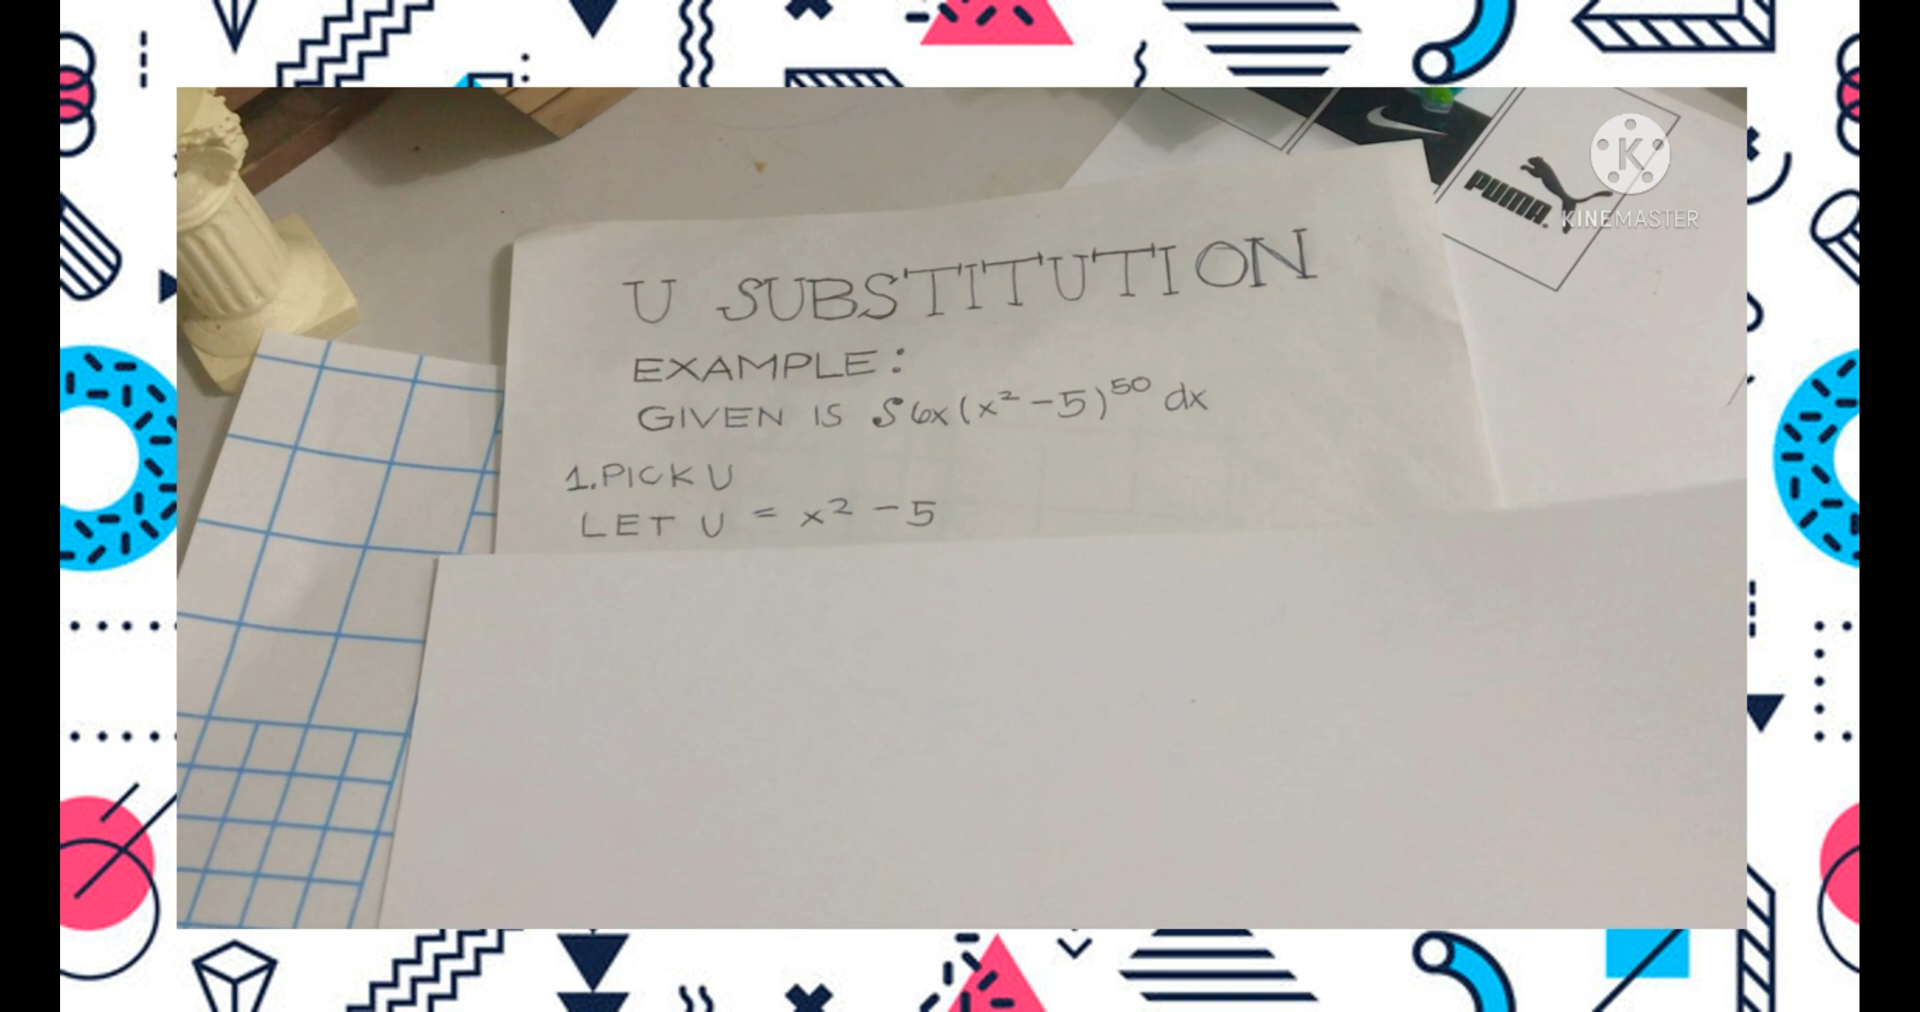 U SUBSTITUTION
EXAMPLE:
GIVEN IS ∫6x(x²-5)⁵⁰ dx
1. PICK U
LET U = x² - 5
PUMA.
K
KINEMASTER